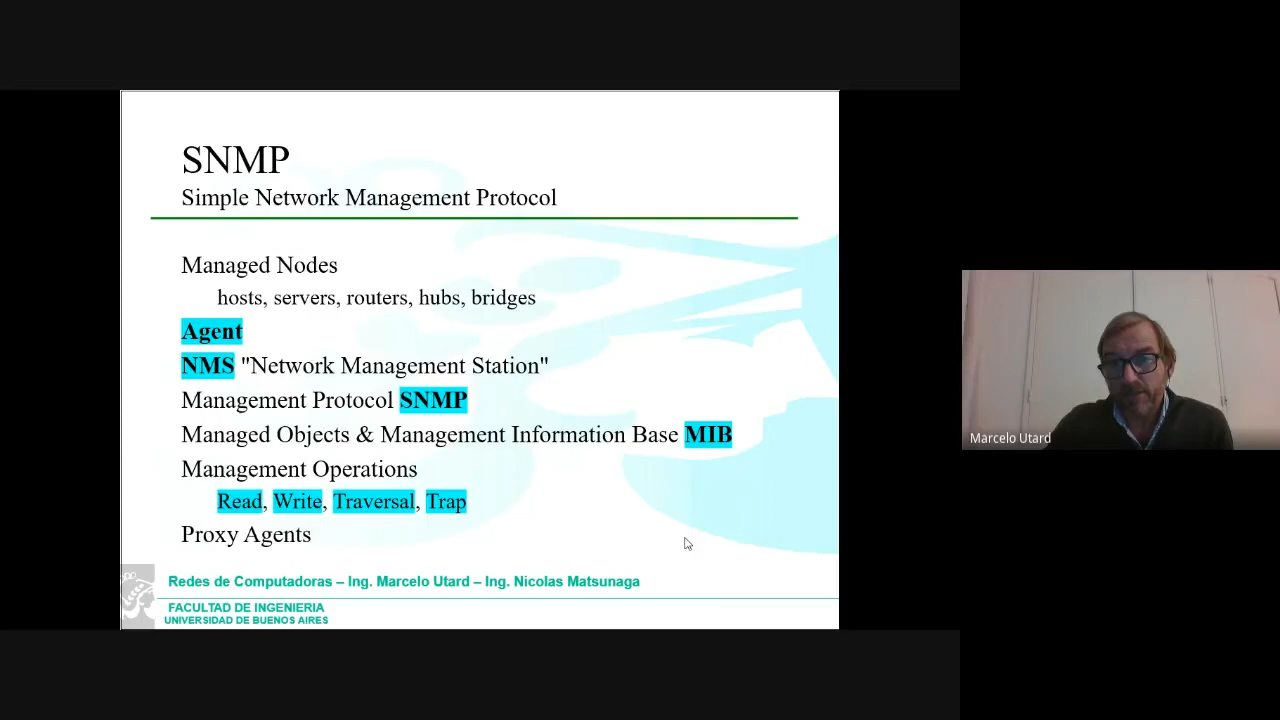 SNMP
Simple Network Management Protocol
Managed Nodes
hosts, servers, routers, hubs, bridges
Agent
NMS "Network Management Station"
Management Protocol SNMP
Managed Objects & Management Information Base MIB
Management Operations
Read, Write, Traversal, Trap
Proxy Agents
Redes de Computadoras – Ing. Marcelo Utard – Ing. Nicolas Matsunaga
FACULTAD DE INGENIERIA
UNIVERSIDAD DE BUENOS AIRES
Marcelo Utard